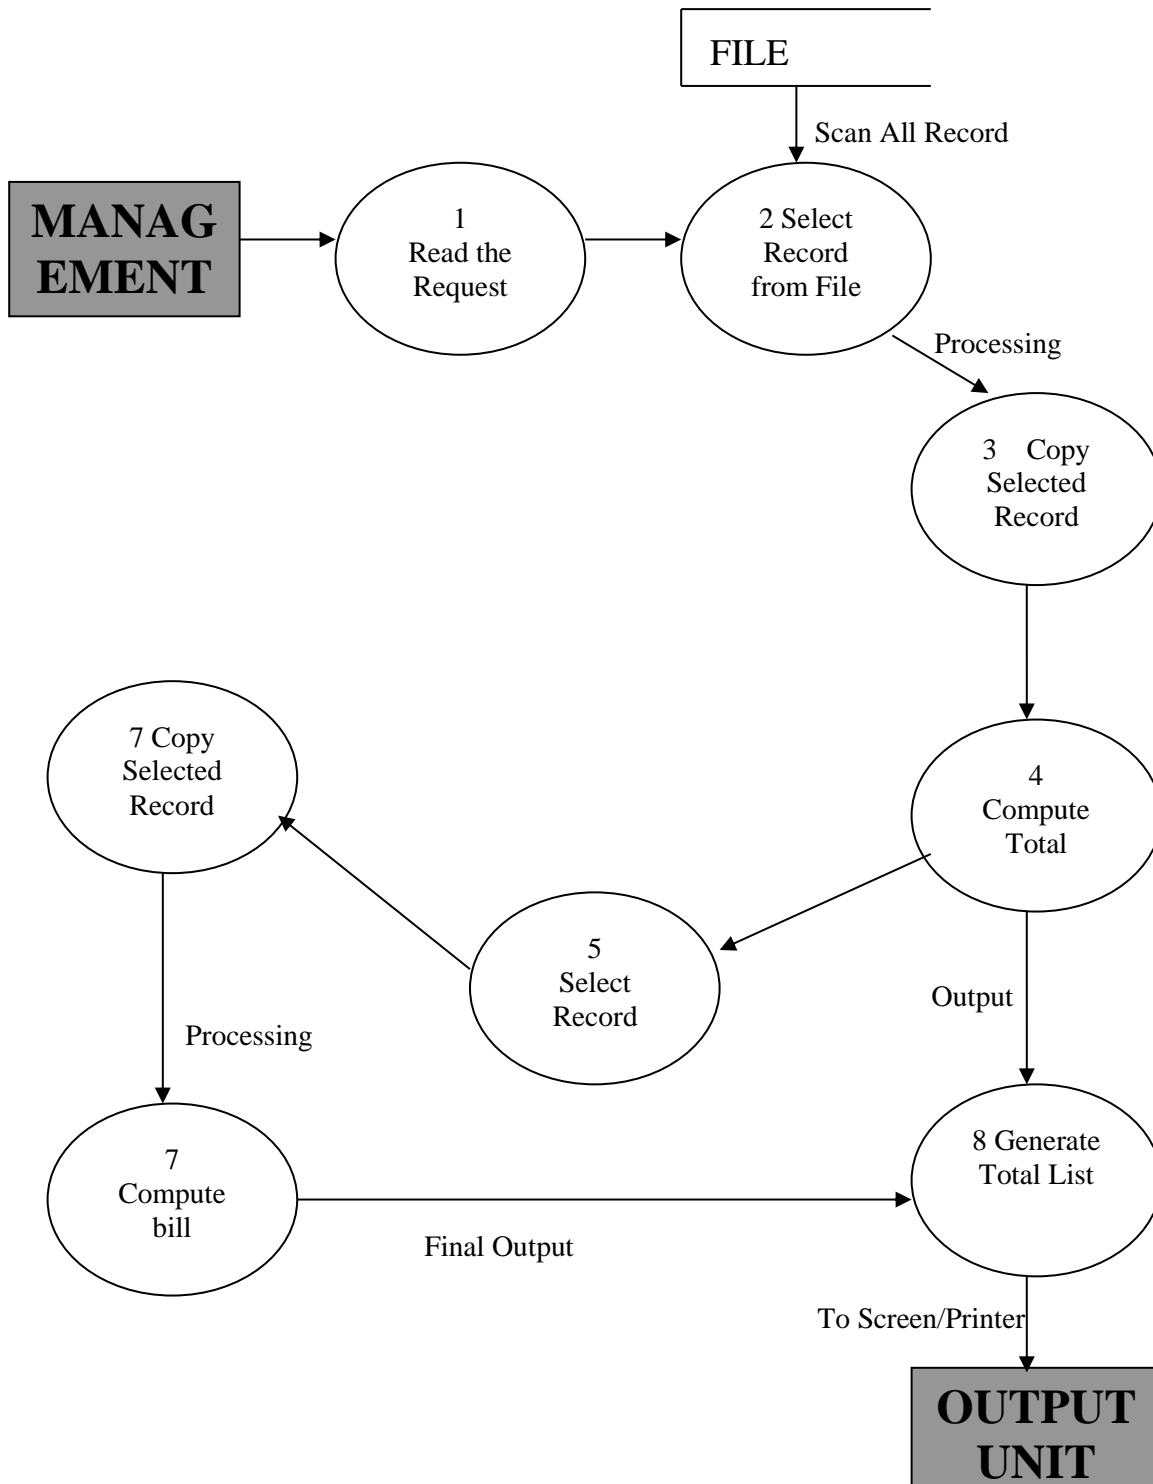 FILE
Scan All Record
MANAG
EMENT
1
Read the
Request
2 Select
Record
from File
Processing
3 Copy
Selected
Record
7 Copy
Selected
Record
4
Compute
Total
5
Select
Record
Output
Processing
7
Compute
bill
8 Generate
Total List
Final Output
To Screen/Printer
OUTPUT
UNIT